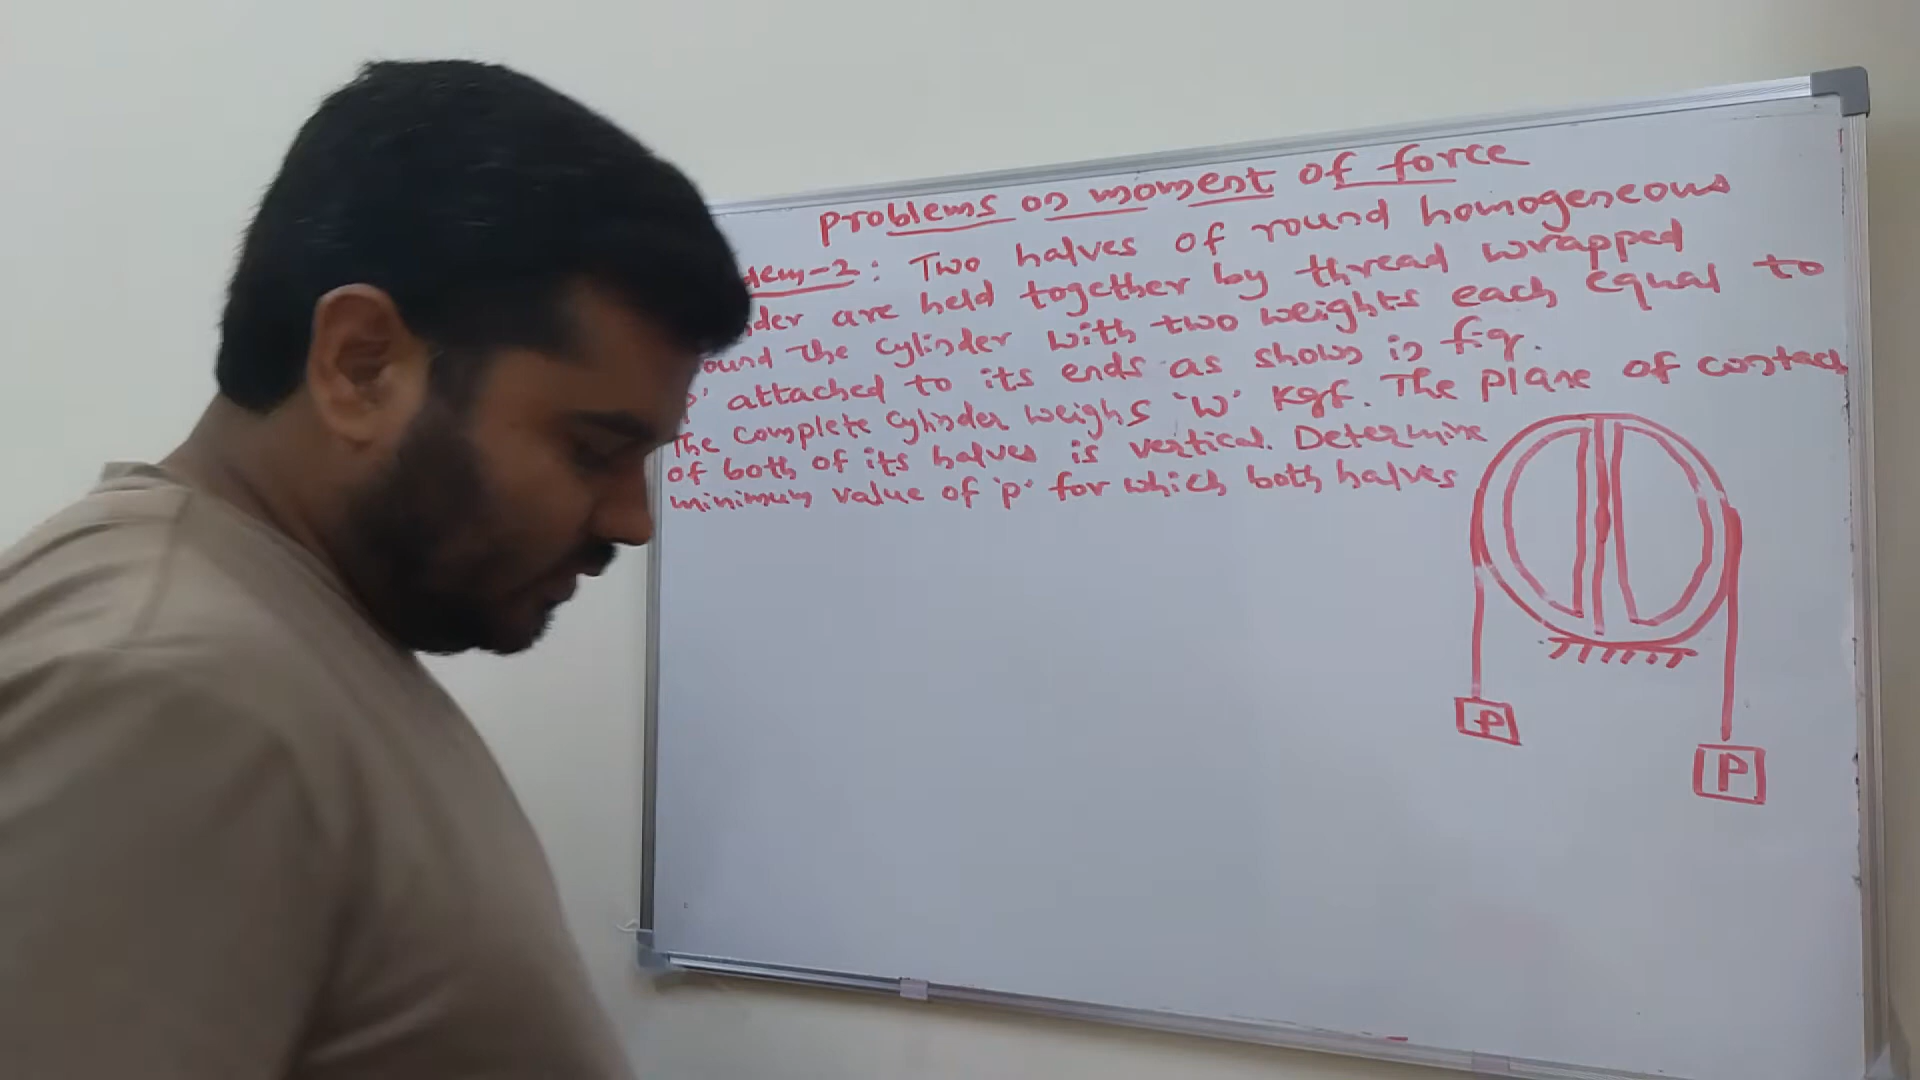 Problems on moment of force
: Two halves of round homogeneous
are held together by thread wrapped
the cylinder with two weights each equal to
attached to its ends as shown in fig.
The complete cylinder weighs 'W' Kgf. The plane of contact
of both of its halves is vertical. Determine
minimum value of 'p' for which both halves
P
P